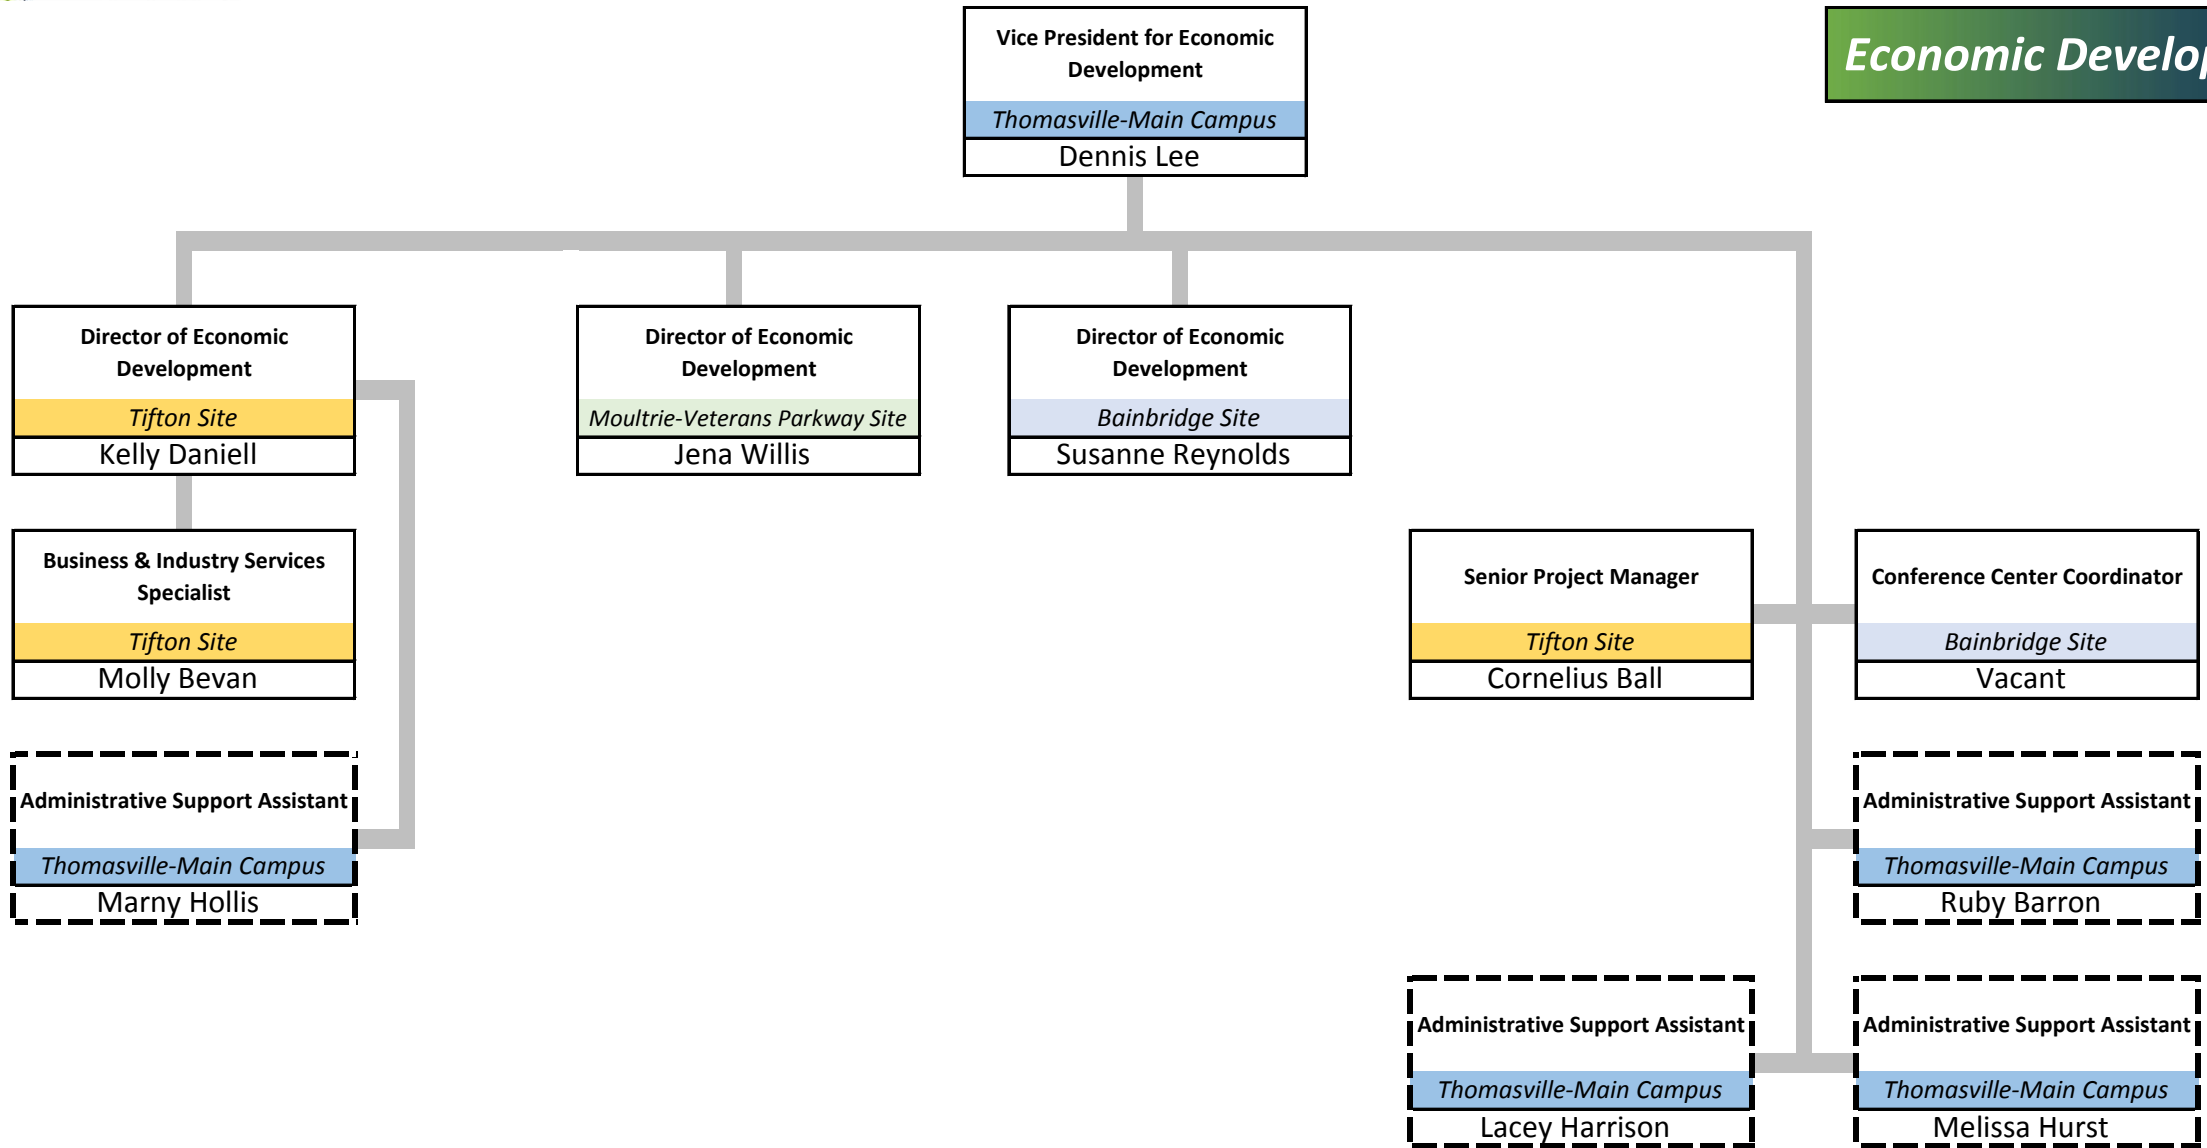 Vice President for Economic
Development
Thomasville-Main Campus
Dennis Lee
Economic Develop
Director of Economic
Development
Tifton Site
Kelly Daniell
Director of Economic
Development
Moultrie-Veterans Parkway Site
Jena Willis
Director of Economic
Development
Bainbridge Site
Susanne Reynolds
Business & Industry Services
Specialist
Tifton Site
Molly Bevan
Senior Project Manager
Tifton Site
Cornelius Ball
Conference Center Coordinator
Bainbridge Site
Vacant
Administrative Support Assistant
Thomasville-Main Campus
Marny Hollis
Administrative Support Assistant
Thomasville-Main Campus
Ruby Barron
Administrative Support Assistant
Thomasville-Main Campus
Lacey Harrison
Administrative Support Assistant
Thomasville-Main Campus
Melissa Hurst